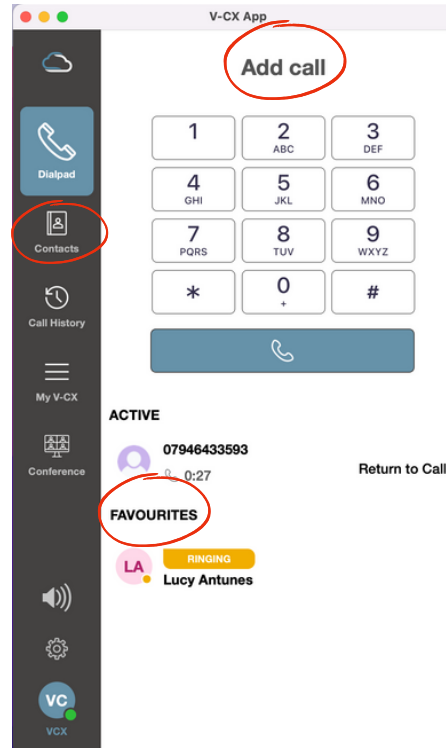 V-CX App
Add call
Dialpad
Contacts
Call History
My V-CX
Conference
VC
VCX
1
2
ABC
3
DEF
4
GHI
5
JKL
6
MNO
7
PQRS
8
TUV
9
WXYZ
*
0
+
#
ACTIVE
07946433593
0:27
Return to Call
FAVOURITES
LA
RINGING
Lucy Antunes